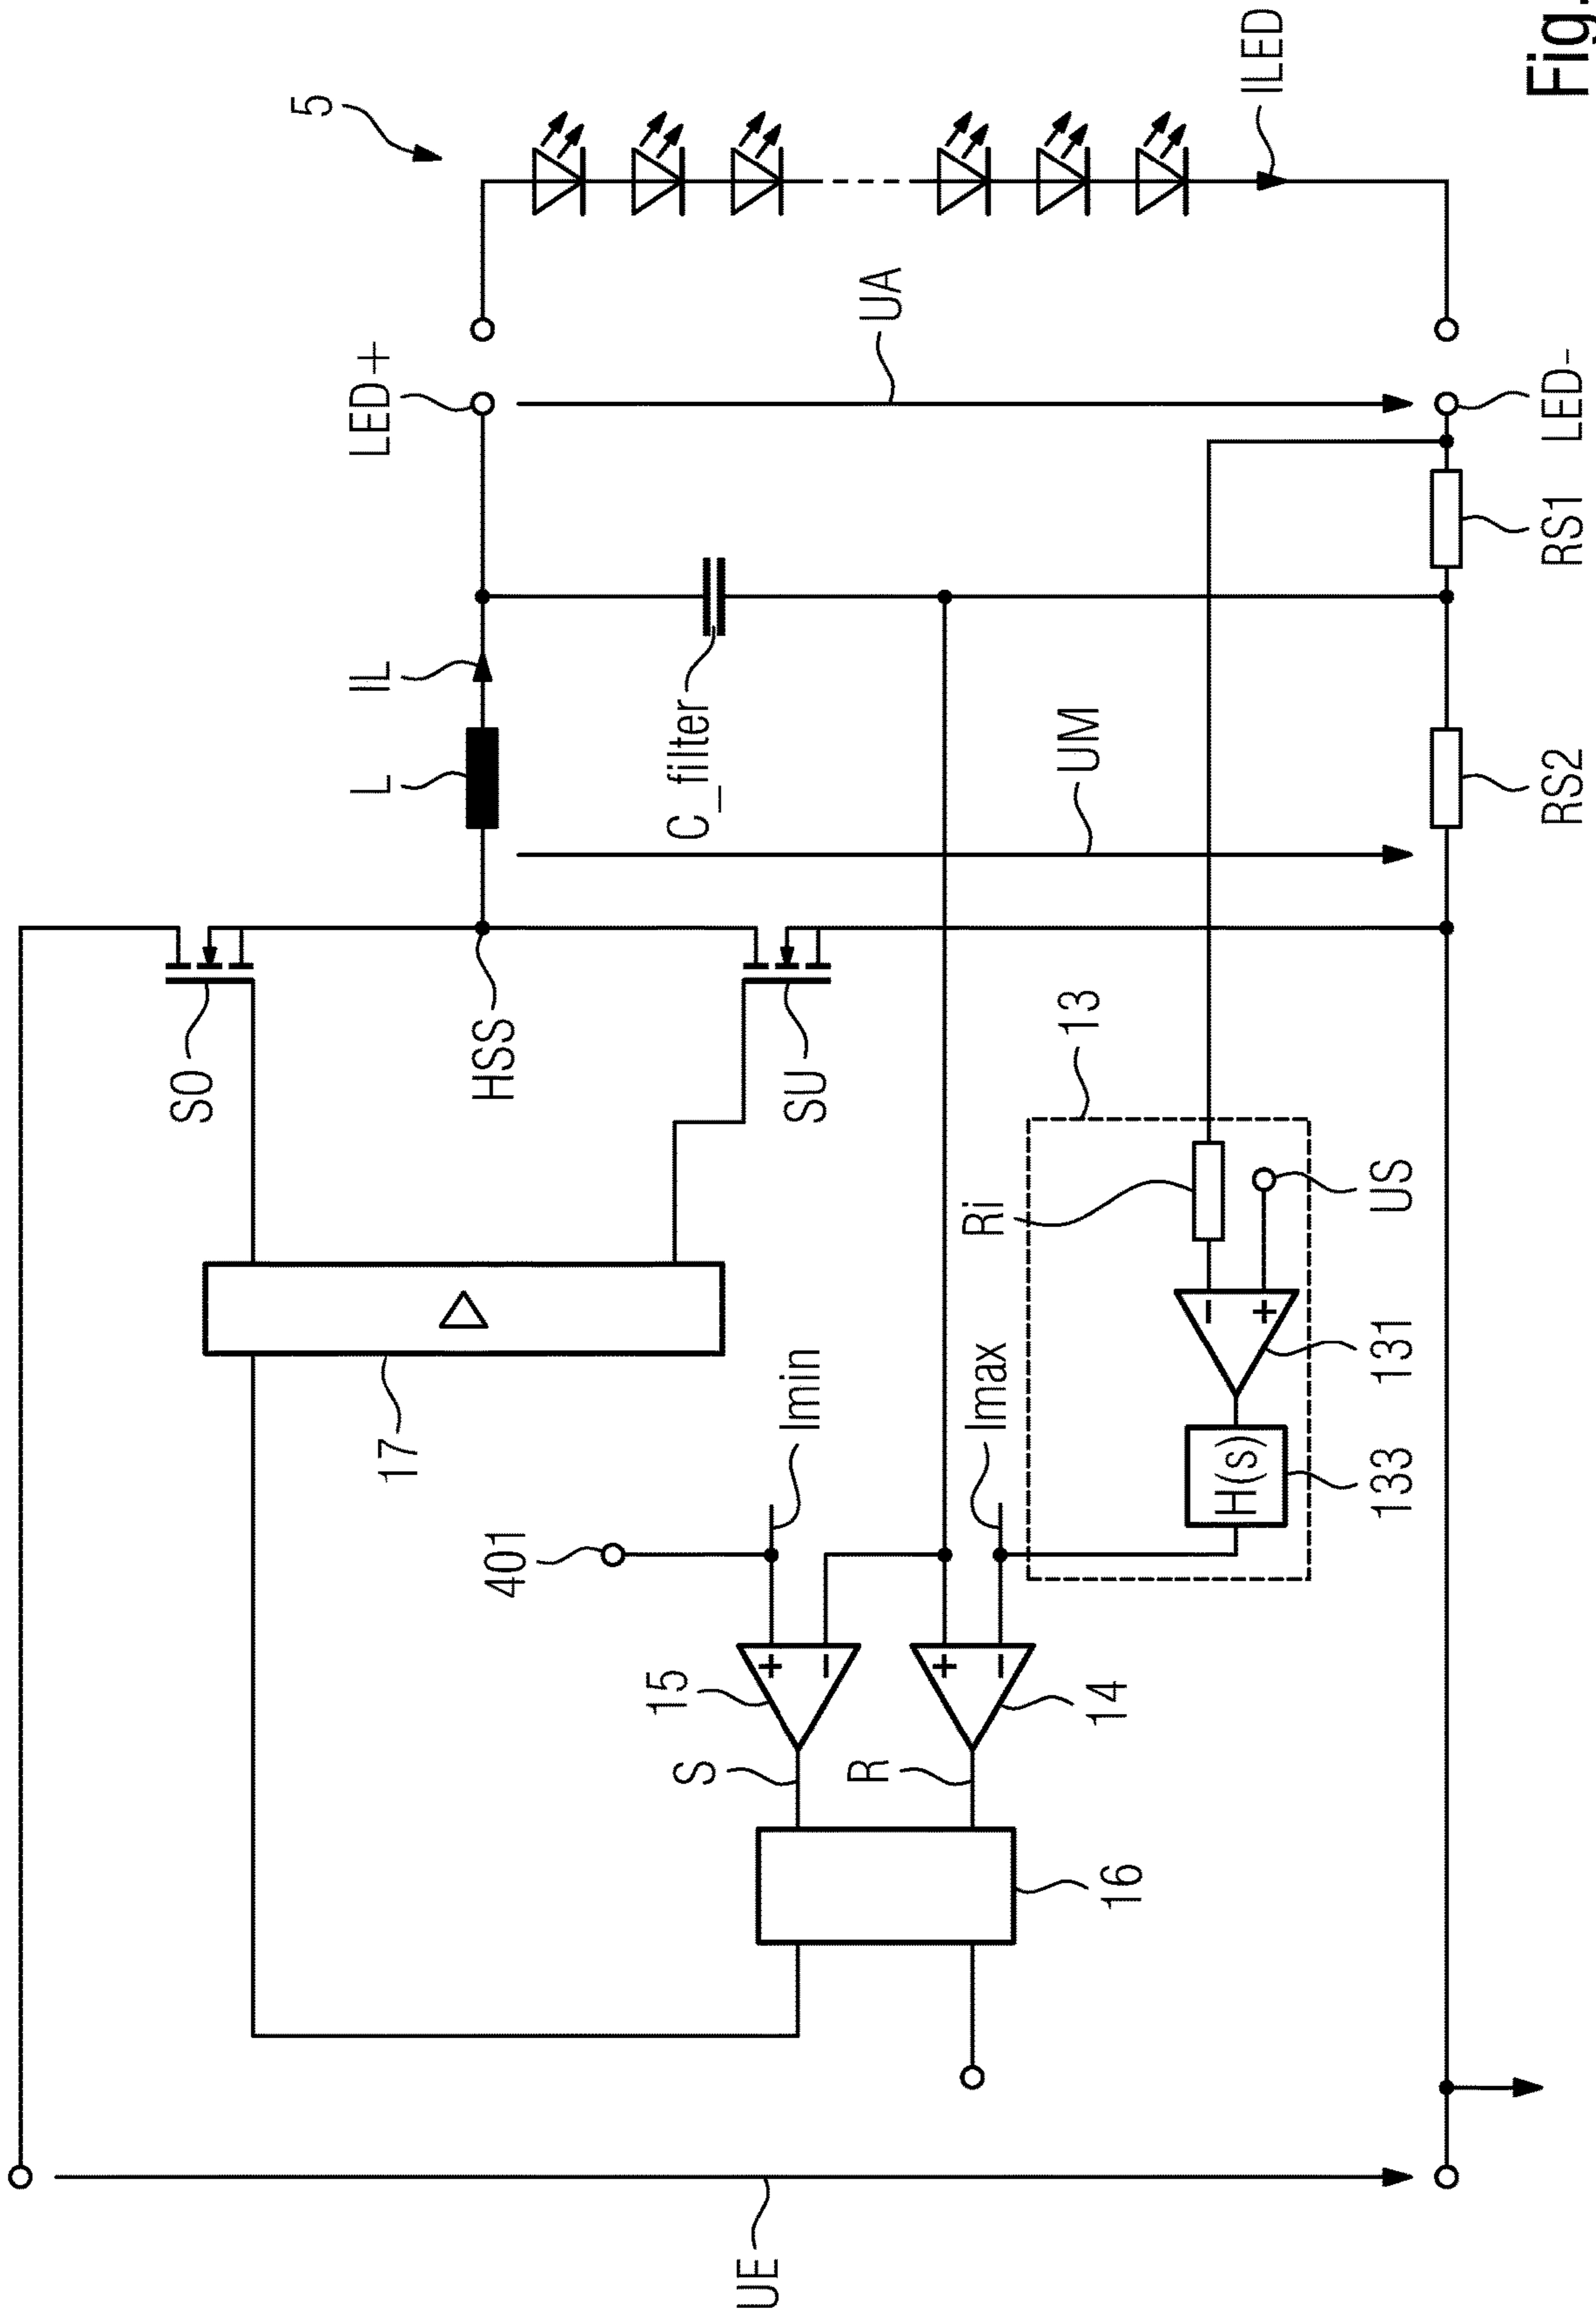 5
LED+
IL
L
ILED
UA
C_filter
UM
SO
HSS
SU
17
13
Ri
US
131
133
H(s)
Imin
Imax
401
15
14
S
R
16
+
−
+
−
−
+
RS1
RS2
LED-
UE
Fig.